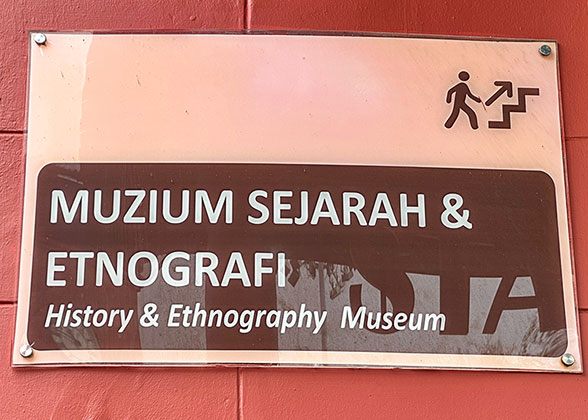 MUZIUM SEJARAH &
ETNOGRAFI
History & Ethnography Museum